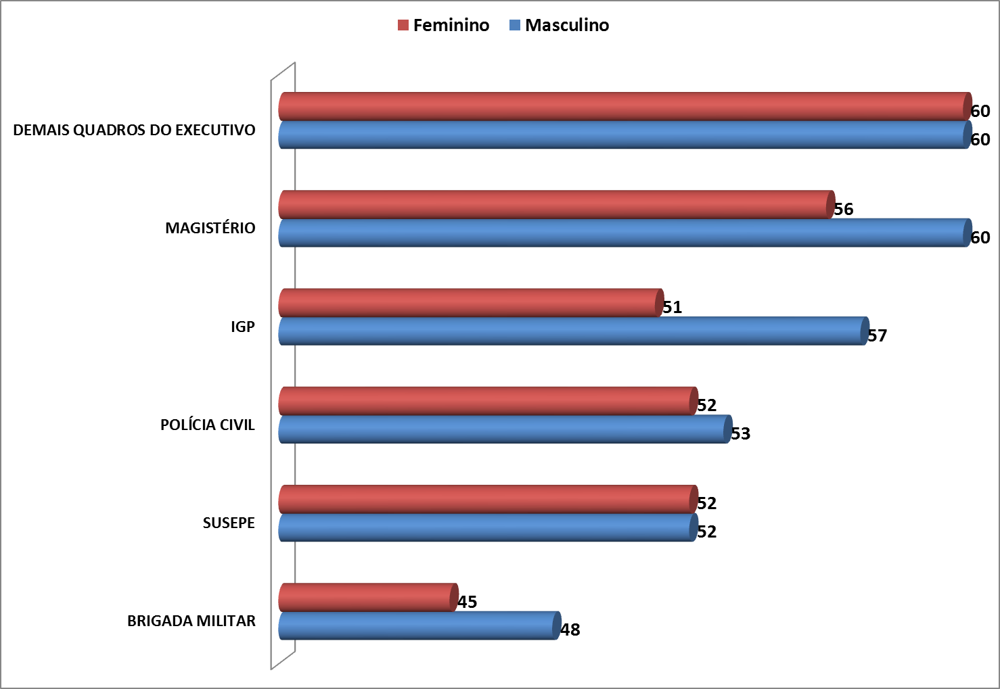 Feminino Masculino
DEMAIS QUADROS DO EXECUTIVO
60
60
MAGISTÉRIO
56
60
IGP
51
57
POLÍCIA CIVIL
52
53
SUSEPE
52
52
BRIGADA MILITAR
45
48